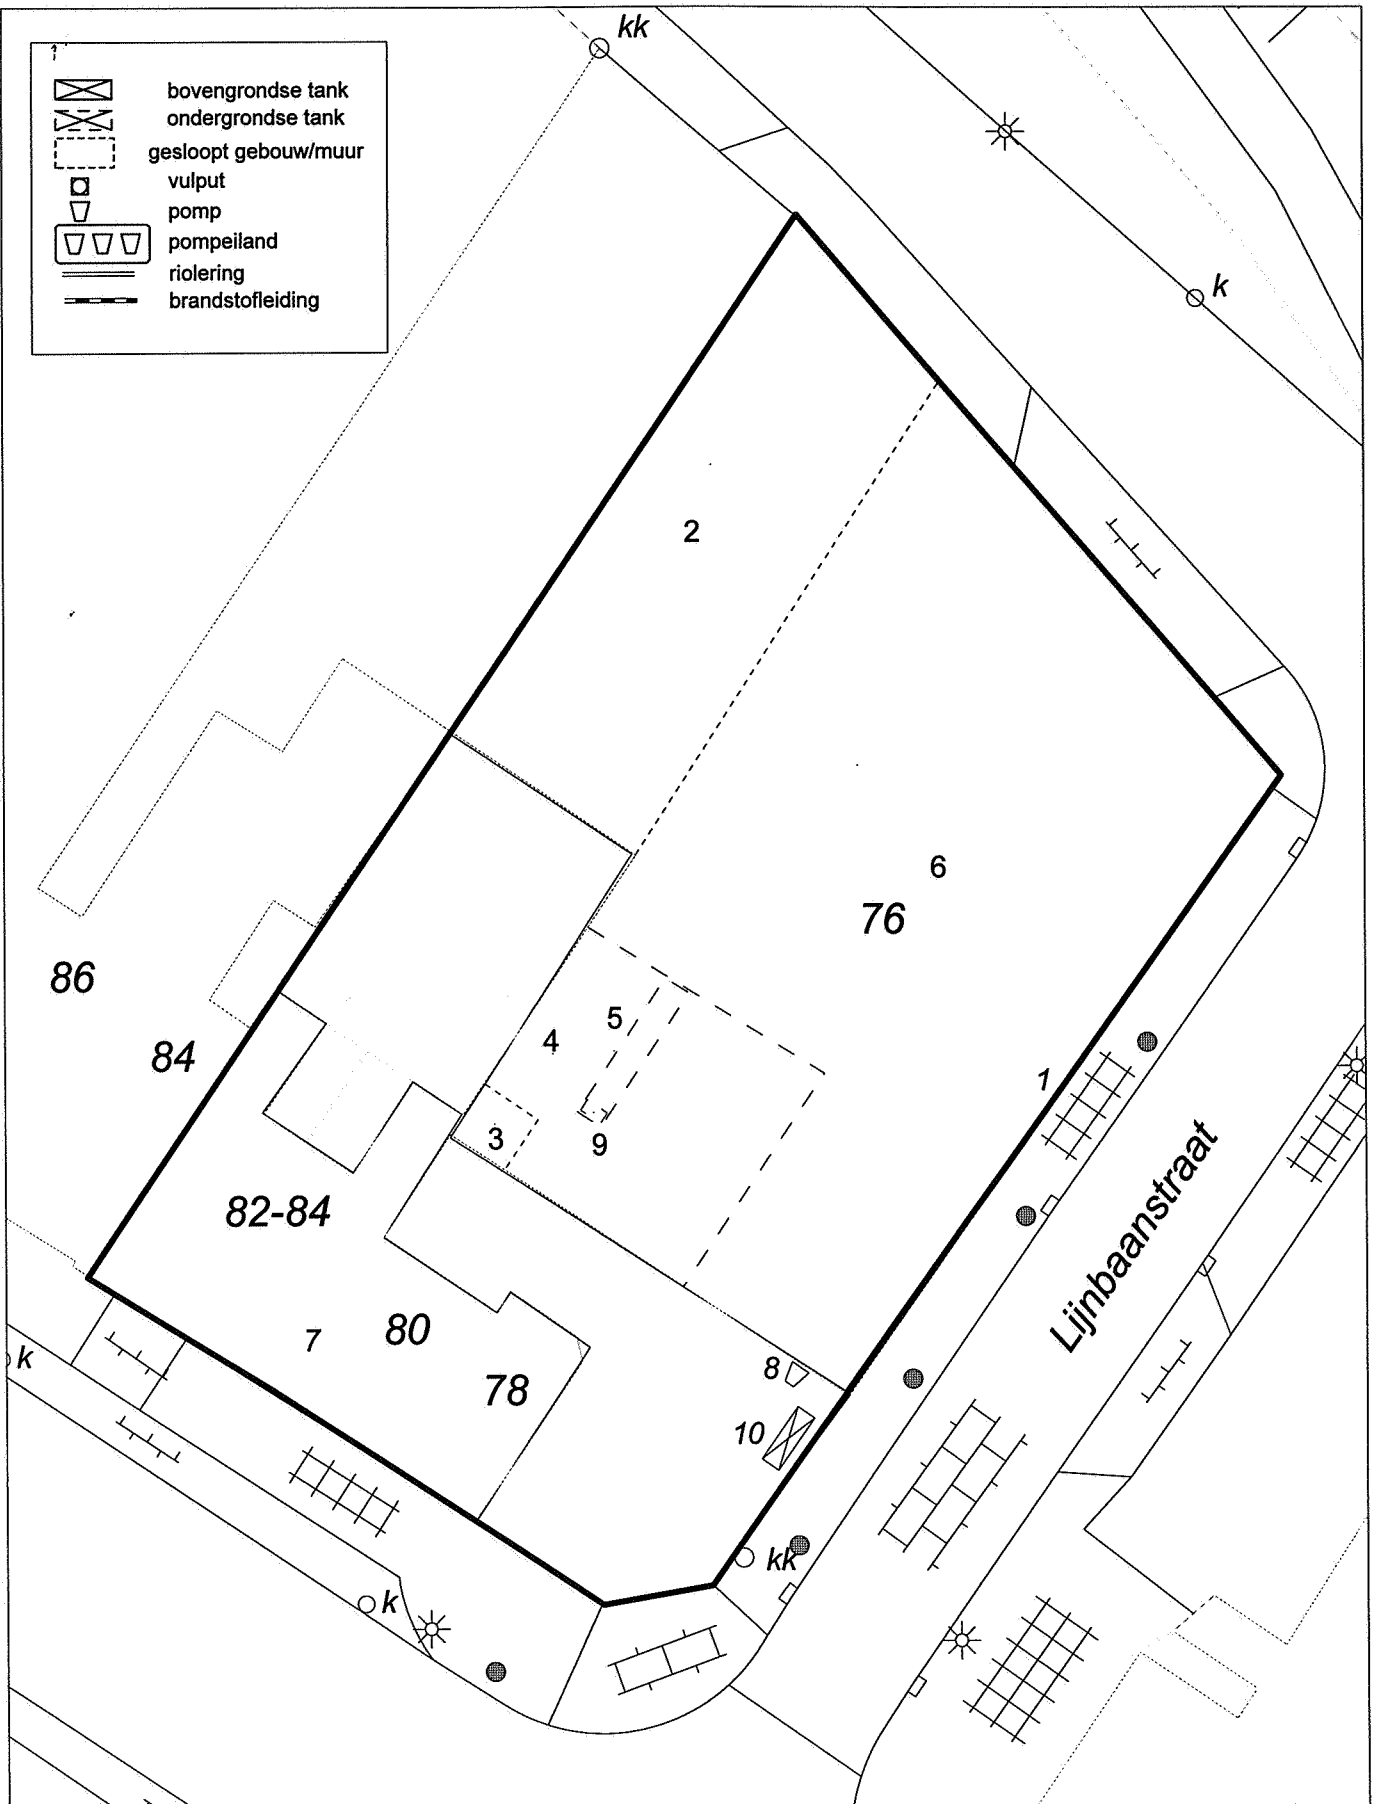 kk
bovengrondse tank
ondergrondse tank
gesloopt gebouw/muur
vulput
pomp
pompeiland
riolering
brandstofleiding
k
2
6
76
86
5
4
84
1
3
9
82-84
Lijnbaanstraat
7
80
k
8
78
10
kk
k